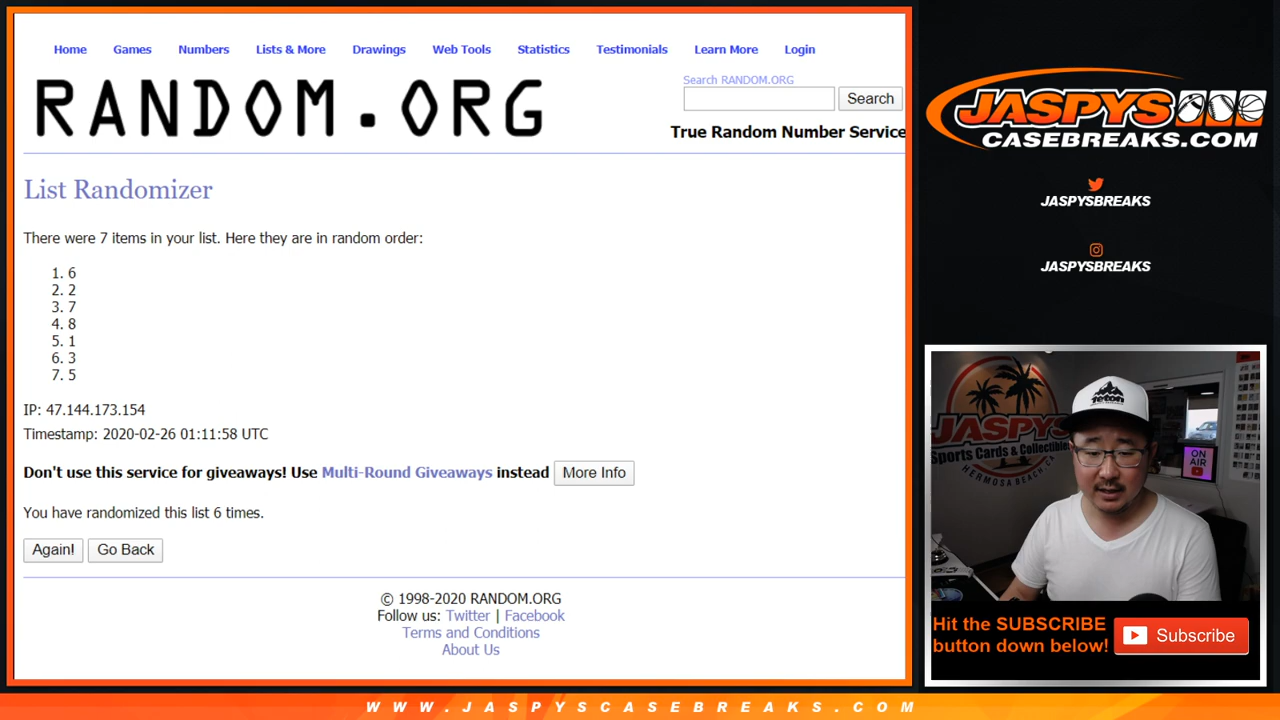 Home Games Numbers Lists & More Drawings Web Tools Statistics Testimonials Learn More Login
RANDOM.ORG
Search RANDOM.ORG
Search
True Random Number Service
List Randomizer
There were 7 items in your list. Here they are in random order:
1. 6
2. 2
3. 7
4. 8
5. 1
6. 3
7. 5
IP: 47.144.173.154
Timestamp: 2020-02-26 01:11:58 UTC
Don't use this service for giveaways! Use Multi-Round Giveaways instead More Info
You have randomized this list 6 times.
Again! Go Back
© 1998-2020 RANDOM.ORG
Follow us: Twitter | Facebook
Terms and Conditions
About Us
JASPYS
CASEBREAKS.COM
JASPYSBREAKS
JASPYSBREAKS
JASPYS
Sports Cards & Collectibles
HERMOSA BEACH, CA
Teton
ON AIR
Hit the SUBSCRIBE
button down below!
Subscribe
WWW.JASPYSCASEBREAKS.COM